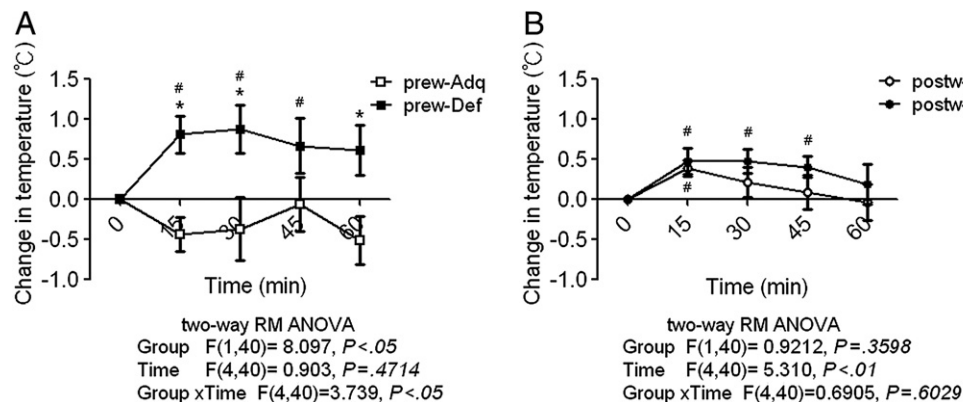 A
Change in temperature (℃)
1.5
1.0
0.5
0.0
-0.5
-1.0
#
*
#
*
#
*
prew-Adq
prew-Def
0
15
30
45
60
Time (min)
two-way RM ANOVA
Group F(1,40)= 8.097, P<.05
Time F(4,40)= 0.903, P=.4714
Group xTime F(4,40)=3.739, P<.05
B
Change in temperature (℃)
1.5
1.0
0.5
0.0
-0.5
-1.0
#
#
#
#
postw
postw
0
15
30
45
60
Time (min)
two-way RM ANOVA
Group F(1,40)= 0.9212, P=.3598
Time F(4,40)= 5.310, P<.01
Group xTime F(4,40)=0.6905, P=.6029